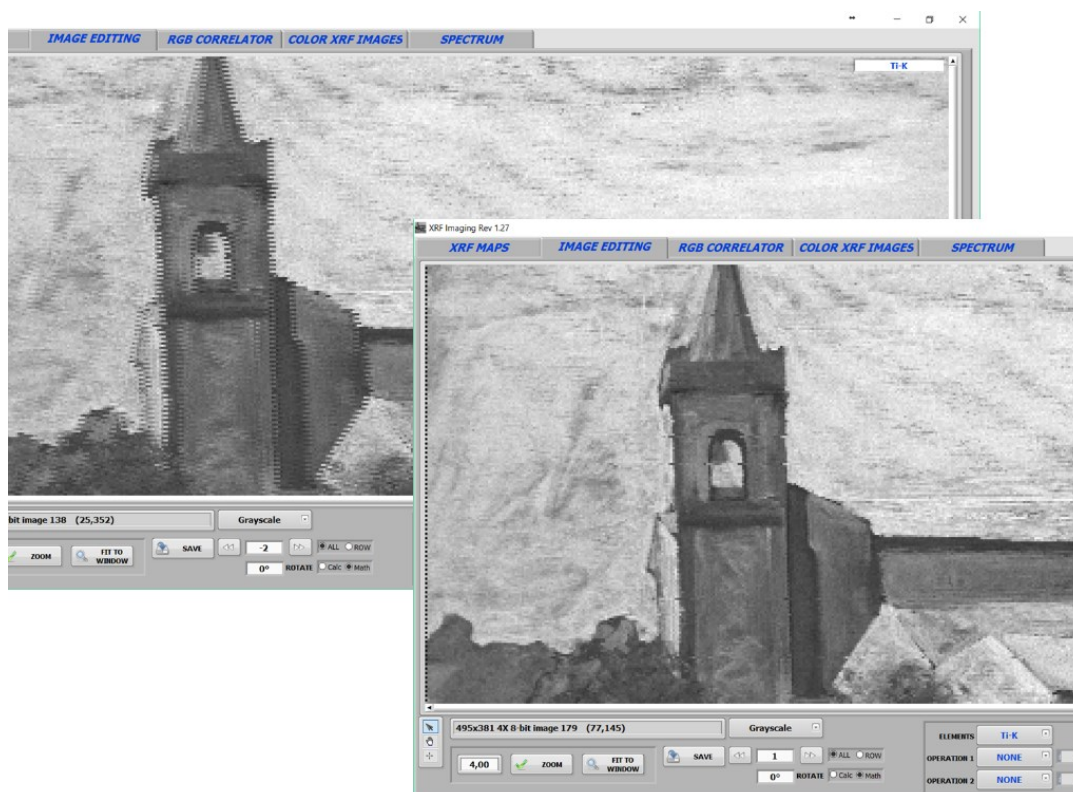 IMAGE EDITING RGB CORRELATOR COLOR XRF IMAGES SPECTRUM
Ti-K
XRF Imaging Rev 1.27
XRF MAPS IMAGE EDITING RGB CORRELATOR COLOR XRF IMAGES SPECTRUM
bit image 138 (25,352) Grayscale
ZOOM FIT TO WINDOW SAVE -2 ALL ROW
0° ROTATE Calc Math
495x381 4X 8-bit image 179 (77,145) Grayscale
ELEMENTS Ti-K
4,00 ZOOM FIT TO WINDOW SAVE 1 ALL ROW
OPERATION 1 NONE
0° ROTATE Calc Math
OPERATION 2 NONE